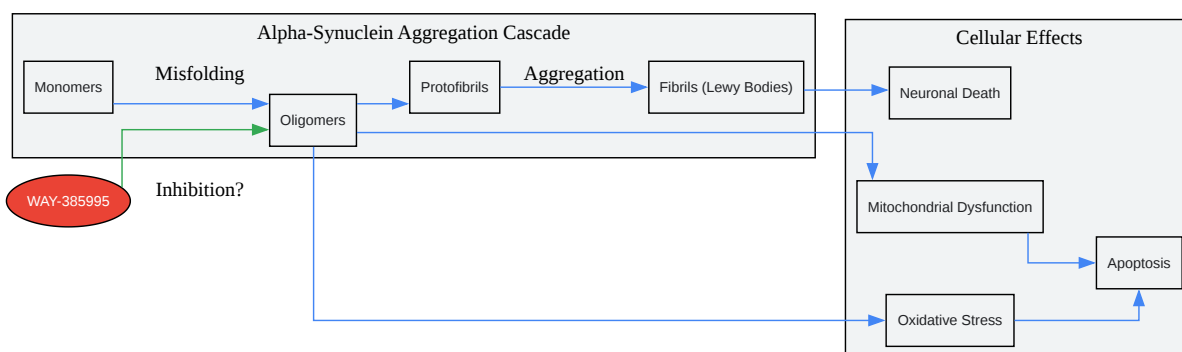 Alpha-Synuclein Aggregation Cascade
Monomers
Misfolding
Oligomers
Protofibrils
Aggregation
Fibrils (Lewy Bodies)
WAY-385995
Inhibition?
Cellular Effects
Neuronal Death
Mitochondrial Dysfunction
Apoptosis
Oxidative Stress